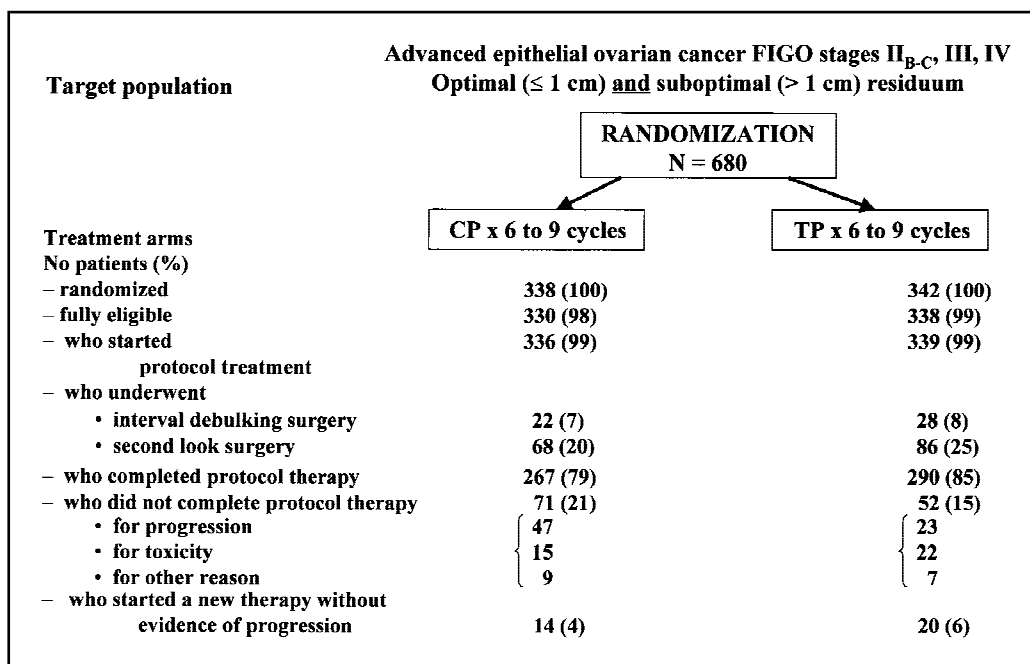 Target population
Advanced epithelial ovarian cancer FIGO stages II_B-C, III, IV
Optimal (≤ 1 cm) and suboptimal (> 1 cm) residuum
RANDOMIZATION
N = 680
CP x 6 to 9 cycles TP x 6 to 9 cycles
Treatment arms
No patients (%)
– randomized 338 (100) 342 (100)
– fully eligible 330 (98) 338 (99)
– who started 336 (99) 339 (99)
protocol treatment
– who underwent
• interval debulking surgery 22 (7) 28 (8)
• second look surgery 68 (20) 86 (25)
– who completed protocol therapy 267 (79) 290 (85)
– who did not complete protocol therapy 71 (21) 52 (15)
• for progression 47 23
• for toxicity 15 22
• for other reason 9 7
– who started a new therapy without
evidence of progression 14 (4) 20 (6)